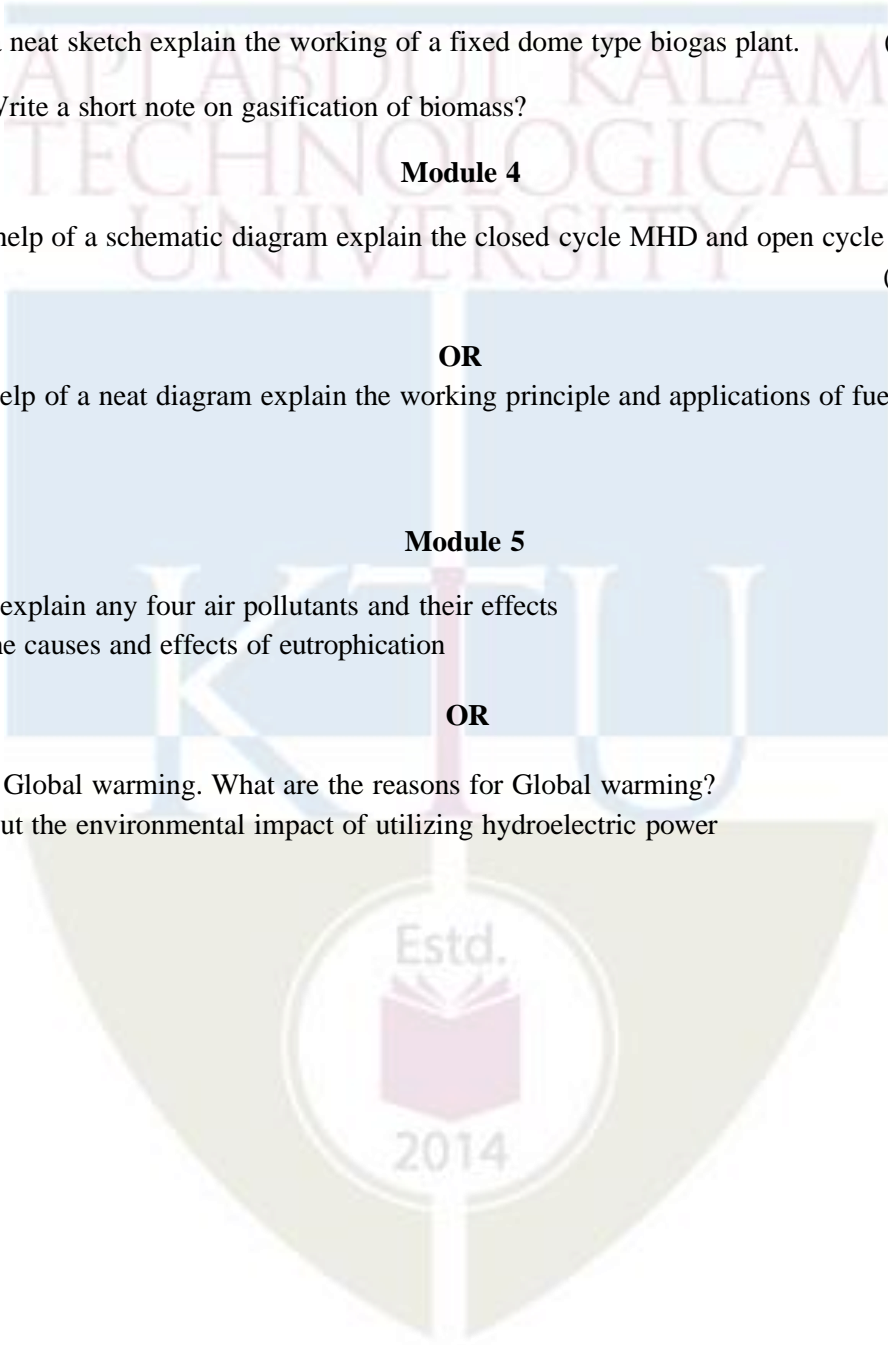 neat sketch explain the working of a fixed dome type biogas plant. (
Write a short note on gasification of biomass?
Module 4
help of a schematic diagram explain the closed cycle MHD and open cycle
(
OR
help of a neat diagram explain the working principle and applications of fue
Module 5
explain any four air pollutants and their effects
he causes and effects of eutrophication
OR
Global warming. What are the reasons for Global warming?
ut the environmental impact of utilizing hydroelectric power
API ABDUL KALAM
TECHNOLOGICAL
UNIVERSITY
KTU
Estd.
2014